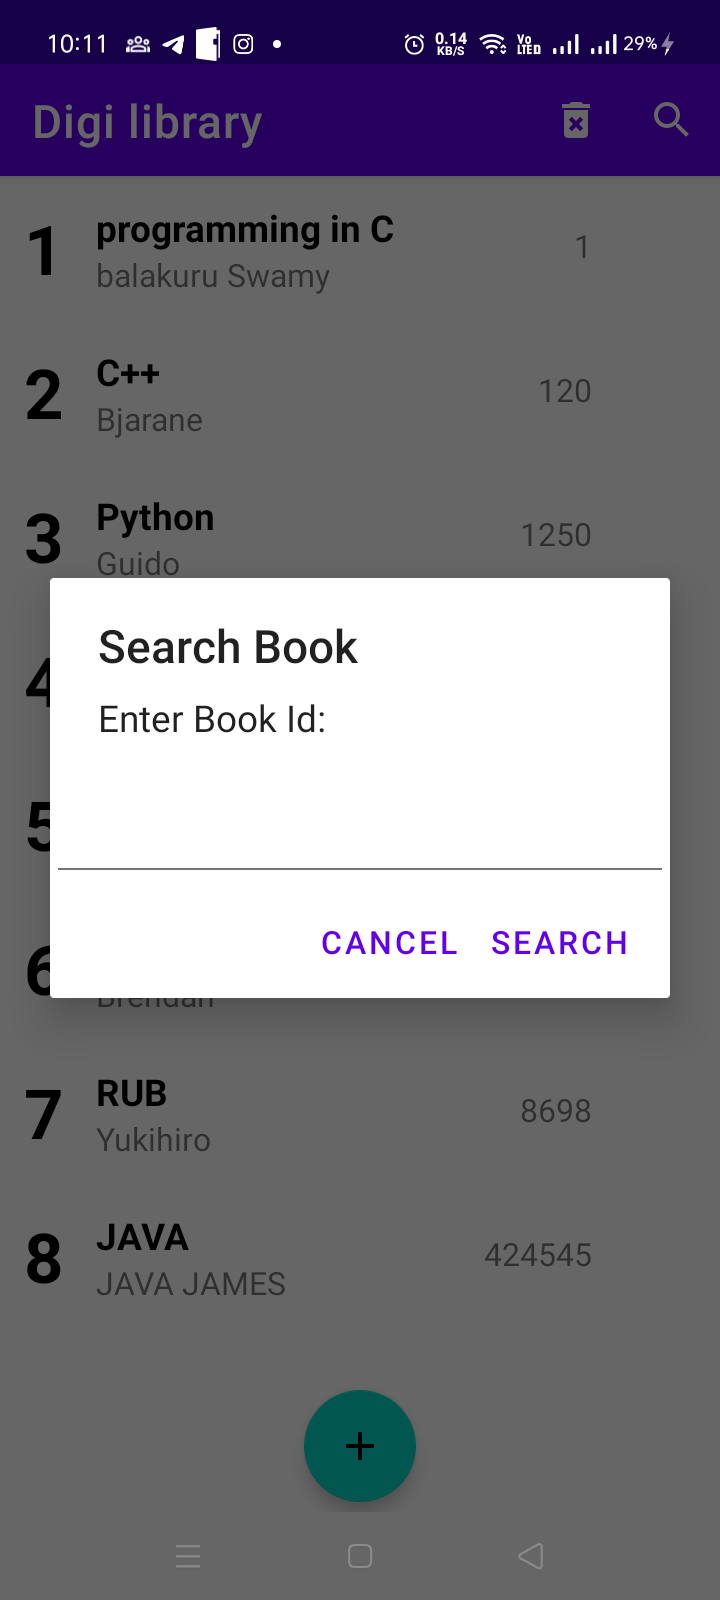 10:11 0.14 KB/S Vo LTE 29%
Digi library
1 programming in C 1
balakuru Swamy
2 C++ 120
Bjarane
3 Python 1250
Guido
Search Book
Enter Book Id:
CANCEL SEARCH
4
5
6
Brendan
7 RUB 8698
Yukihiro
8 JAVA 424545
JAVA JAMES
+